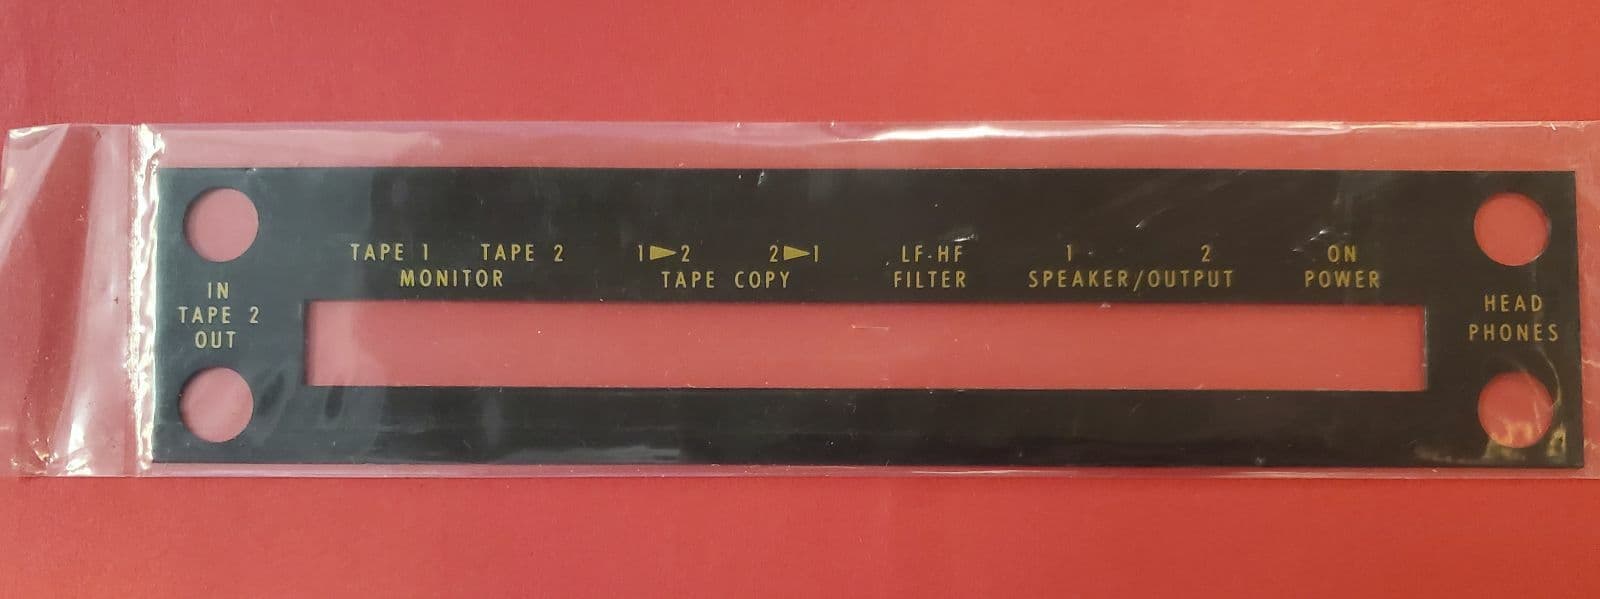 TAPE 1 TAPE 2
MONITOR
1►2 2►1
TAPE COPY
LF-HF
FILTER
1 2
SPEAKER/OUTPUT
ON
POWER
IN
TAPE 2
OUT
HEAD
PHONES